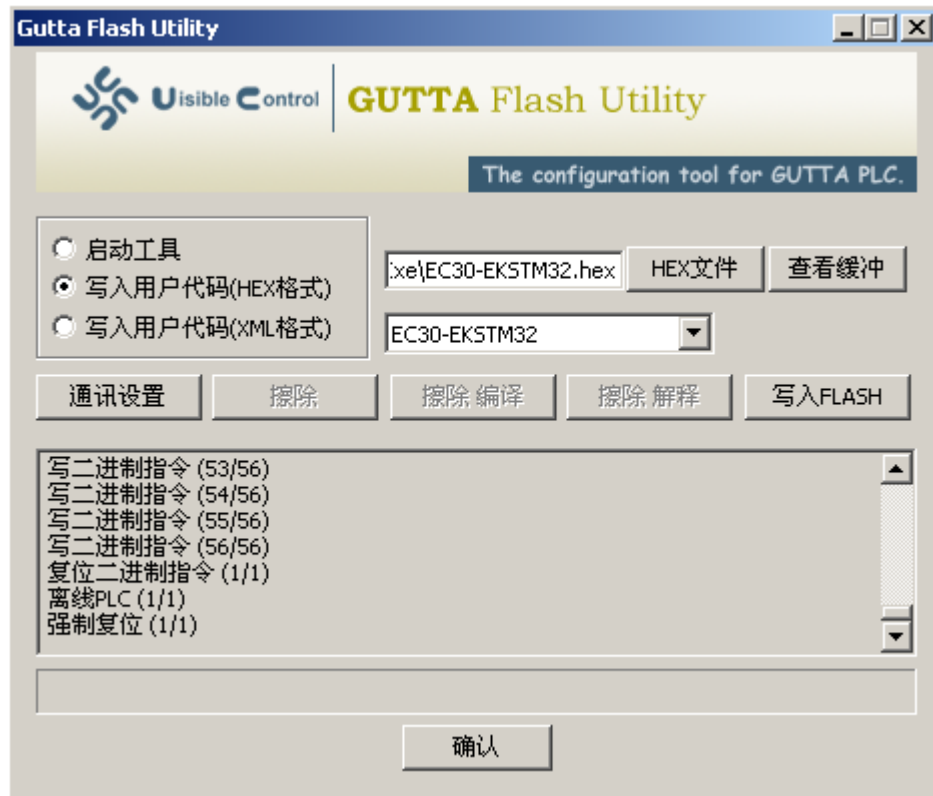 Gutta Flash Utility
Visible Control GUTTA Flash Utility
The configuration tool for GUTTA PLC.
启动工具
写入用户代码(HEX格式)
写入用户代码(XML格式)
xe\EC30-EKSTM32.hex
HEX文件
查看缓冲
EC30-EKSTM32
通讯设置
擦除
擦除 编译
擦除 解释
写入FLASH
写二进制指令 (53/56)
写二进制指令 (54/56)
写二进制指令 (55/56)
写二进制指令 (56/56)
复位二进制指令 (1/1)
离线PLC (1/1)
强制复位 (1/1)
确认